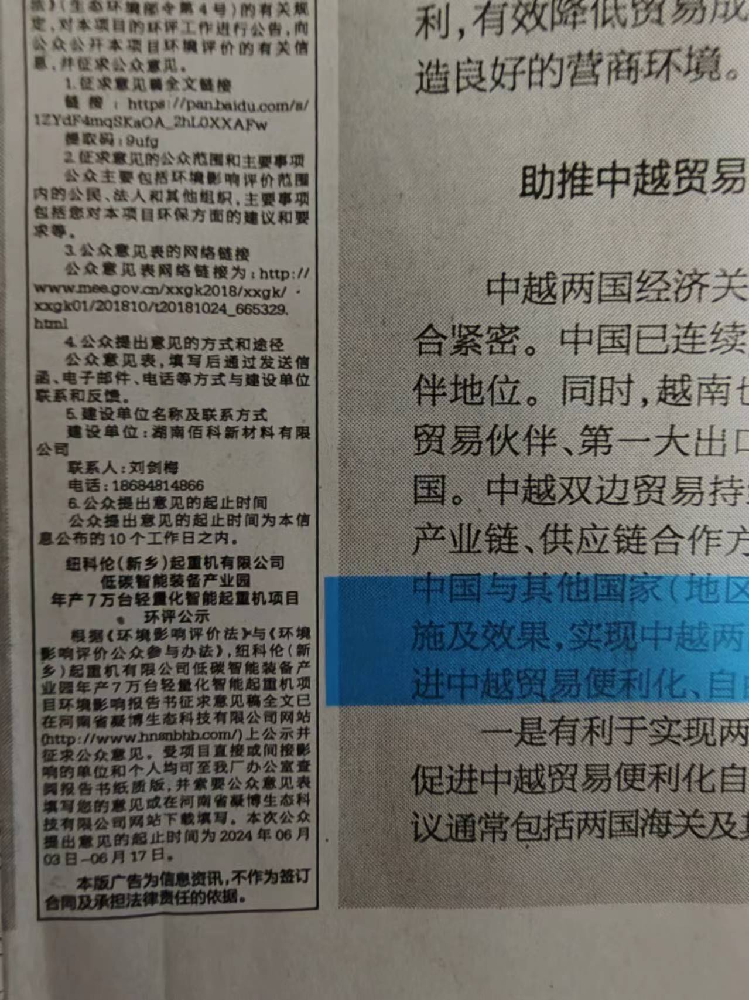 法》(生态环境部令第4号)的有关规
定,对本项目的环评工作进行公告,向
公众公开本项目环境评价的有关信
息,并征求公众意见。
1.征求意见稿全文链接
链接:https://pan.baidu.com/s/
1ZYdF4mqSKaOA_2hL0XXAFw
提取码:9ufg
2.征求意见的公众范围和主要事项
公众主要包括环境影响评价范围
内的公民、法人和其他组织,主要事项
包括您对本项目环保方面的建议和要
求等。
3.公众意见表的网络链接
公众意见表网络链接为:http://
www.mee.gov.cn/xxgk2018/xxgk/
xxgk01/201810/t20181024_665329.
html
4.公众提出意见的方式和途径
公众意见表,填写后通过发送信
函、电子邮件、电话等方式与建设单位
联系和反馈。
5.建设单位名称及联系方式
建设单位:湖南佰科新材料有限
公司
联系人:刘剑梅
电话:18684814866
6.公众提出意见的起止时间
公众提出意见的起止时间为本信
息公布的10个工作日之内。
纽科伦(新乡)起重机有限公司
低碳智能装备产业园
年产7万台轻量化智能起重机项目
环评公示
根据《环境影响评价法》与《环境
影响评价公众参与办法》,纽科伦(新
乡)起重机有限公司低碳智能装备产
业园年产7万台轻量化智能起重机项
目环境影响报告书征求意见稿全文已
在河南省凝博生态科技有限公司网站
(http://www.hnsnbhb.com/)上公示并
征求公众意见。受项目直接或间接影
响的单位和个人均可至我厂办公室查
阅报告书纸质版,并索要公众意见表
填写您的意见或在河南省凝博生态科
技有限公司网站下载填写。本次公众
提出意见的起止时间为2024年06月
03日-06月17日。
本版广告为信息资讯,不作为签订
合同及承担法律责任的依据。
利,有效降低贸易成
造良好的营商环境。
助推中越贸易
中越两国经济关
合紧密。中国已连续
伴地位。同时,越南也
贸易伙伴、第一大出口
国。中越双边贸易持
产业链、供应链合作方
中国与其他国家(地区
施及效果,实现中越两
进中越贸易便利化、自由
一是有利于实现两
促进中越贸易便利化自
议通常包括两国海关及其